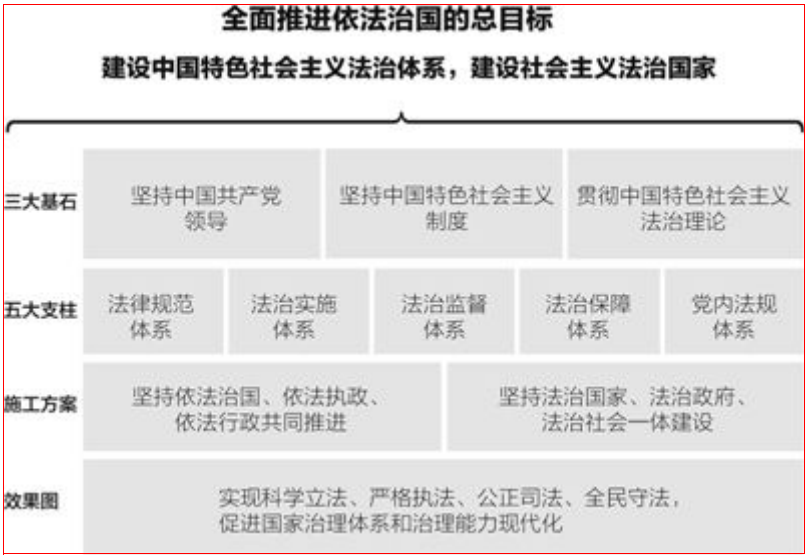 全面推进依法治国的总目标
建设中国特色社会主义法治体系，建设社会主义法治国家
三大基石
坚持中国共产党
领导
坚持中国特色社会主义
制度
贯彻中国特色社会主义
法治理论
五大支柱
法律规范
体系
法治实施
体系
法治监督
体系
法治保障
体系
党内法规
体系
施工方案
坚持依法治国、依法执政、
依法行政共同推进
坚持法治国家、法治政府、
法治社会一体建设
效果图
实现科学立法、严格执法、公正司法、全民守法，
促进国家治理体系和治理能力现代化